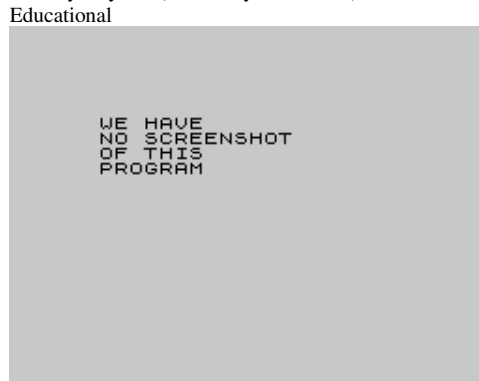 Educational
WE HAVE
NO SCREENSHOT
OF THIS
PROGRAM